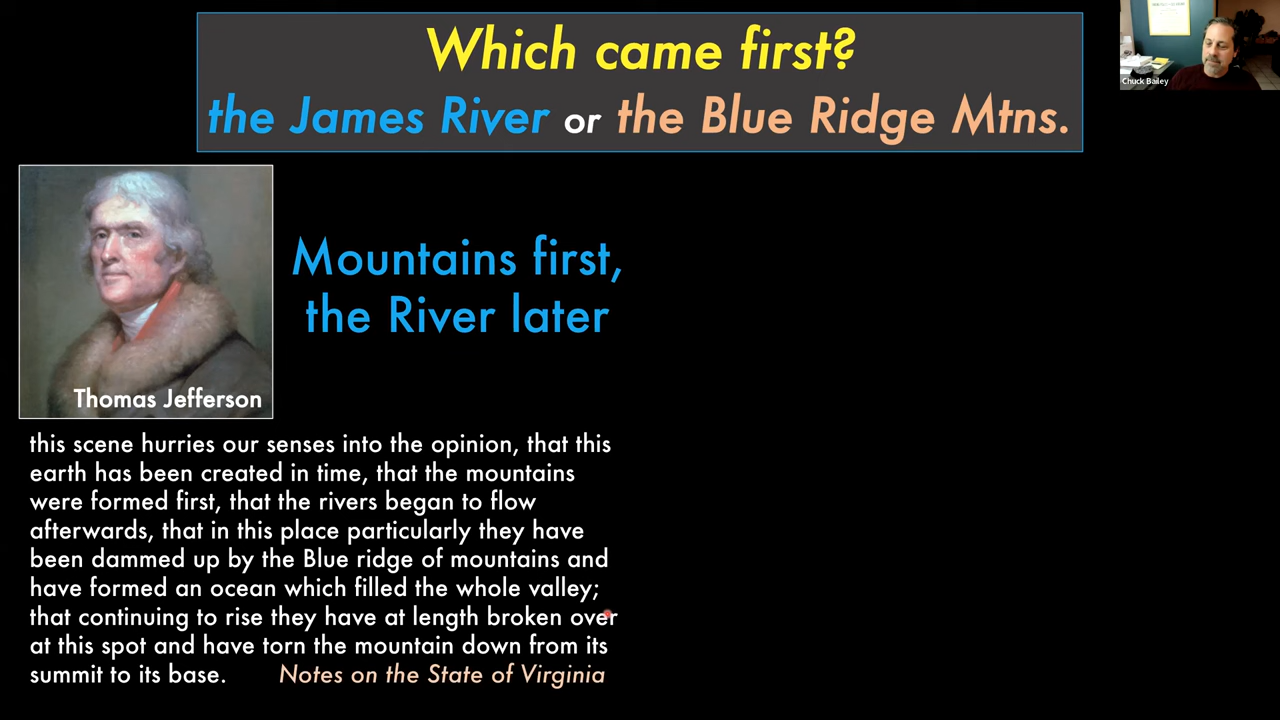 Which came first?
the James River or the Blue Ridge Mtns.
Chuck Bailey
Mountains first,
the River later
Thomas Jefferson
this scene hurries our senses into the opinion, that this
earth has been created in time, that the mountains
were formed first, that the rivers began to flow
afterwards, that in this place particularly they have
been dammed up by the Blue ridge of mountains and
have formed an ocean which filled the whole valley;
that continuing to rise they have at length broken over
at this spot and have torn the mountain down from its
summit to its base. Notes on the State of Virginia